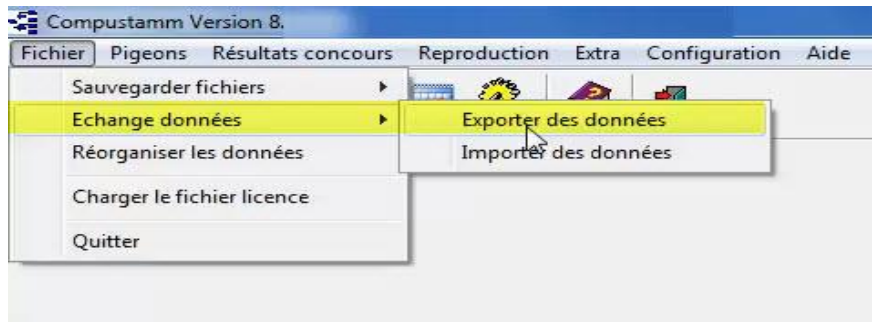 Compustamm Version 8.
Fichier Pigeons Résultats concours Reproduction Extra Configuration Aide
Sauvegarder fichiers
Echange données
Exporter des données
Réorganiser les données
Importer des données
Charger le fichier licence
Quitter